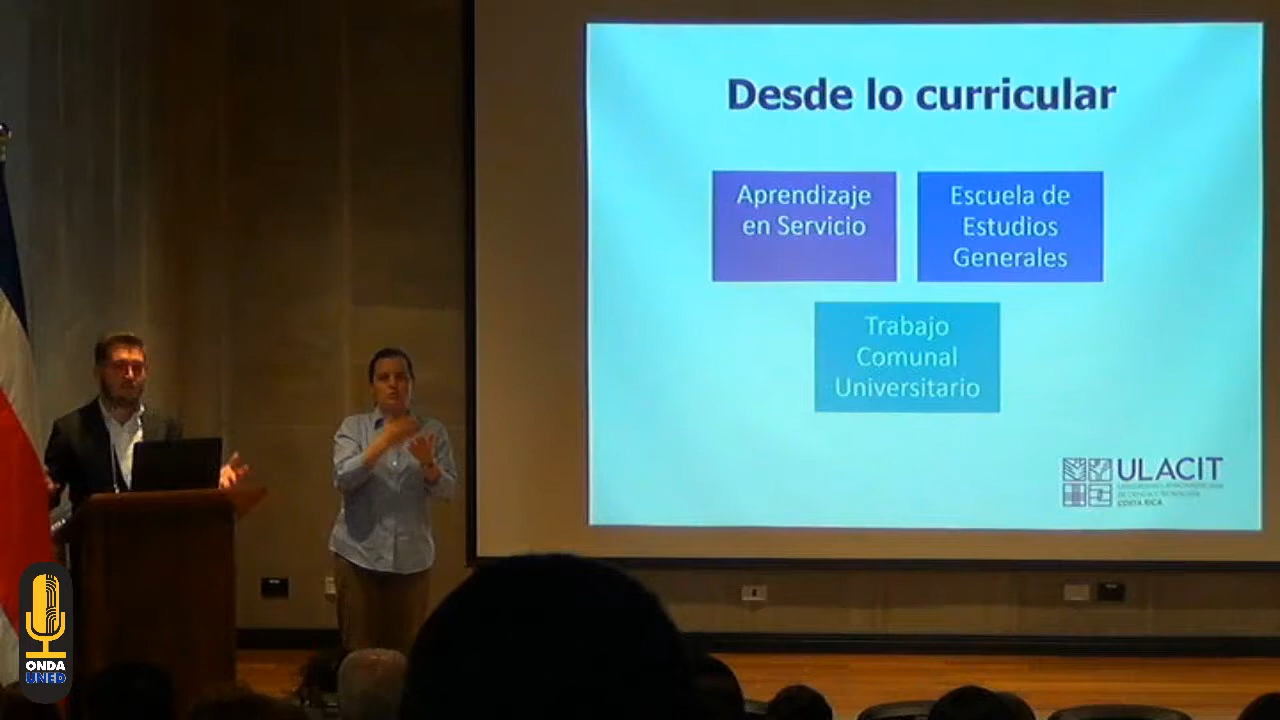 Desde lo curricular
Aprendizaje
en Servicio
Escuela de
Estudios
Generales
Trabajo
Comunal
Universitario
ULACIT
COSTA RICA
ONDA
UNED